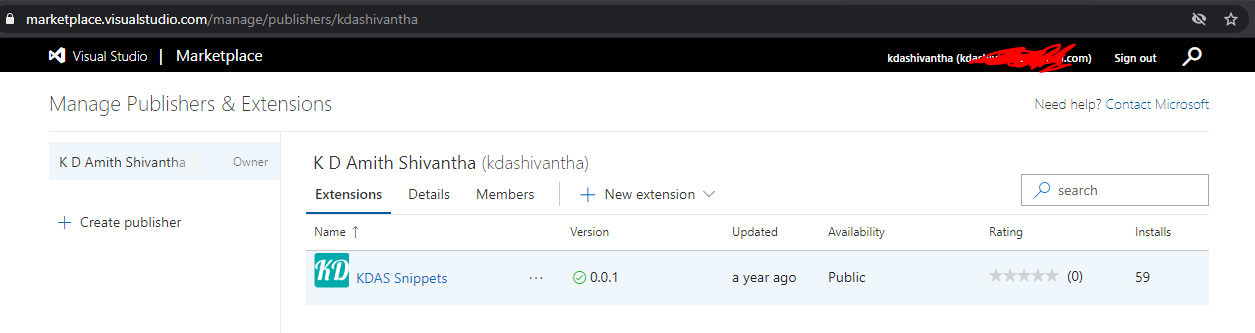 marketplace.visualstudio.com/manage/publishers/kdashivantha
Visual Studio | Marketplace
kdashivantha (kdashiv .com) Sign out
Manage Publishers & Extensions
Need help? Contact Microsoft
K D Amith Shivantha Owner
+ Create publisher
K D Amith Shivantha (kdashivantha)
Extensions Details Members + New extension
search
Name ↑ Version Updated Availability Rating Installs
KD KDAS Snippets ... 0.0.1 a year ago Public (0) 59